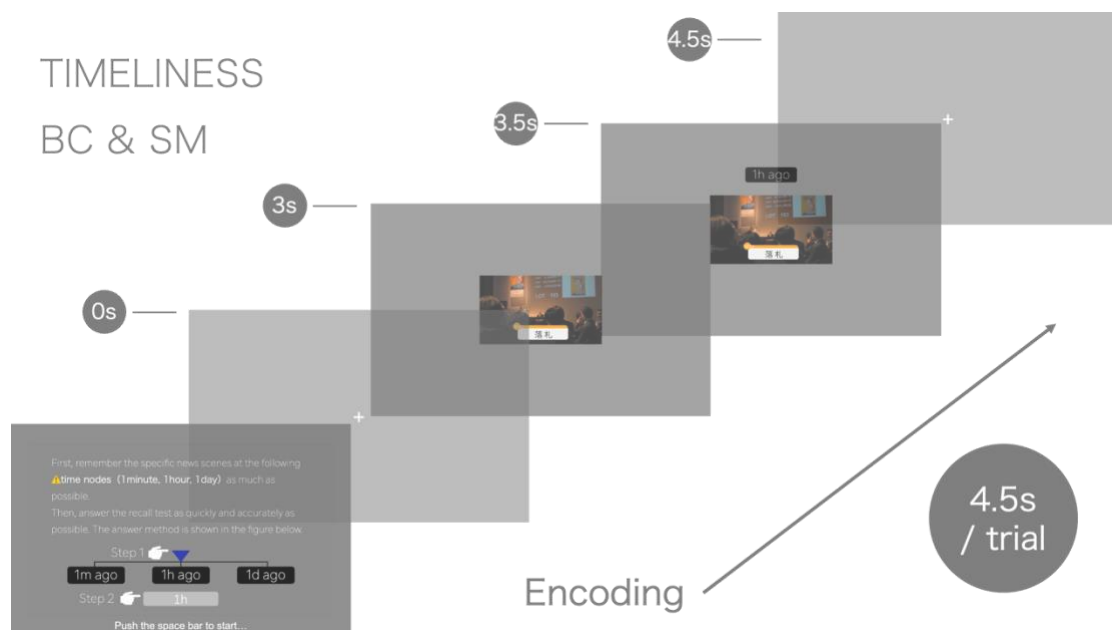 TIMELINESS
BC & SM
4.5s
3.5s
3s
0s
1h ago
落札
落札
+
+
First, remember the specific news scenes at the following
⚠time nodes (1minute, 1hour, 1day) as much as
possible.
Then, answer the recall test as quickly and accurately as
possible. The answer method is shown in the figure below.
Step 1
1m ago 1h ago 1d ago
Step 2 1h
Push the space bar to start...
Encoding
4.5s
/ trial